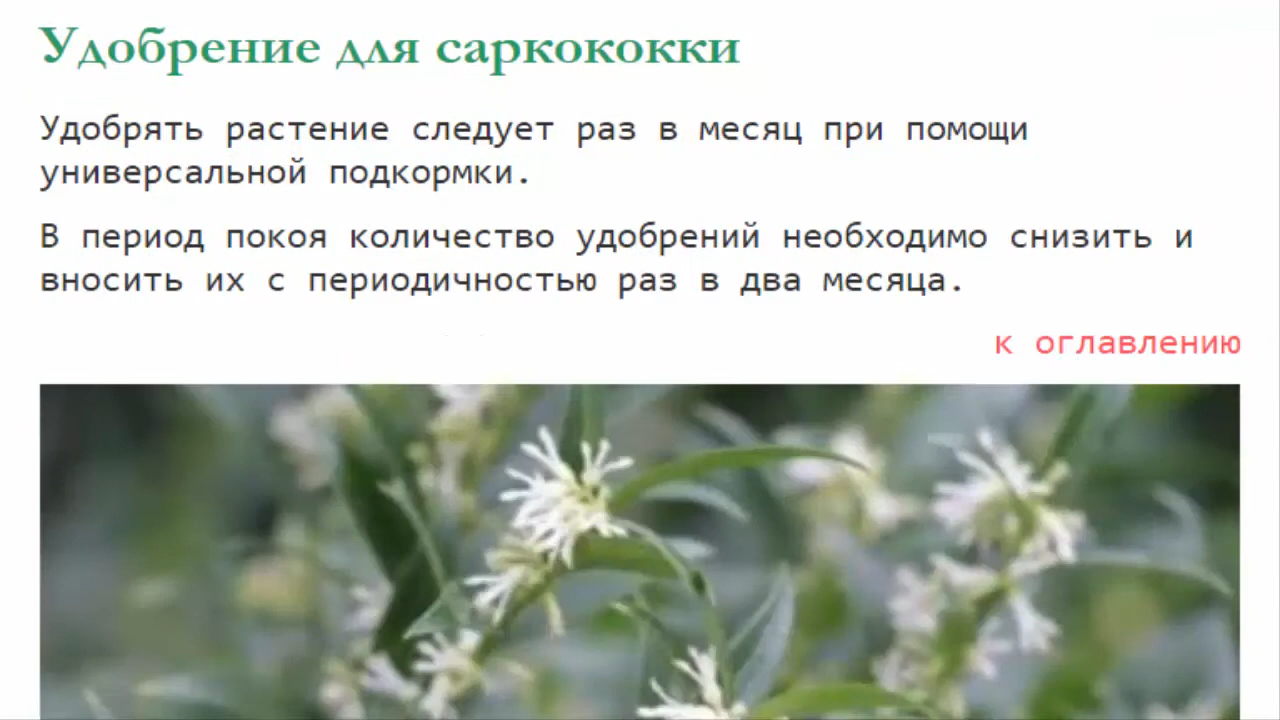 Удобрение для саркококки
Удобрять растение следует раз в месяц при помощи
универсальной подкормки.
В период покоя количество удобрений необходимо снизить и
вносить их с периодичностью раз в два месяца.
к оглавлению